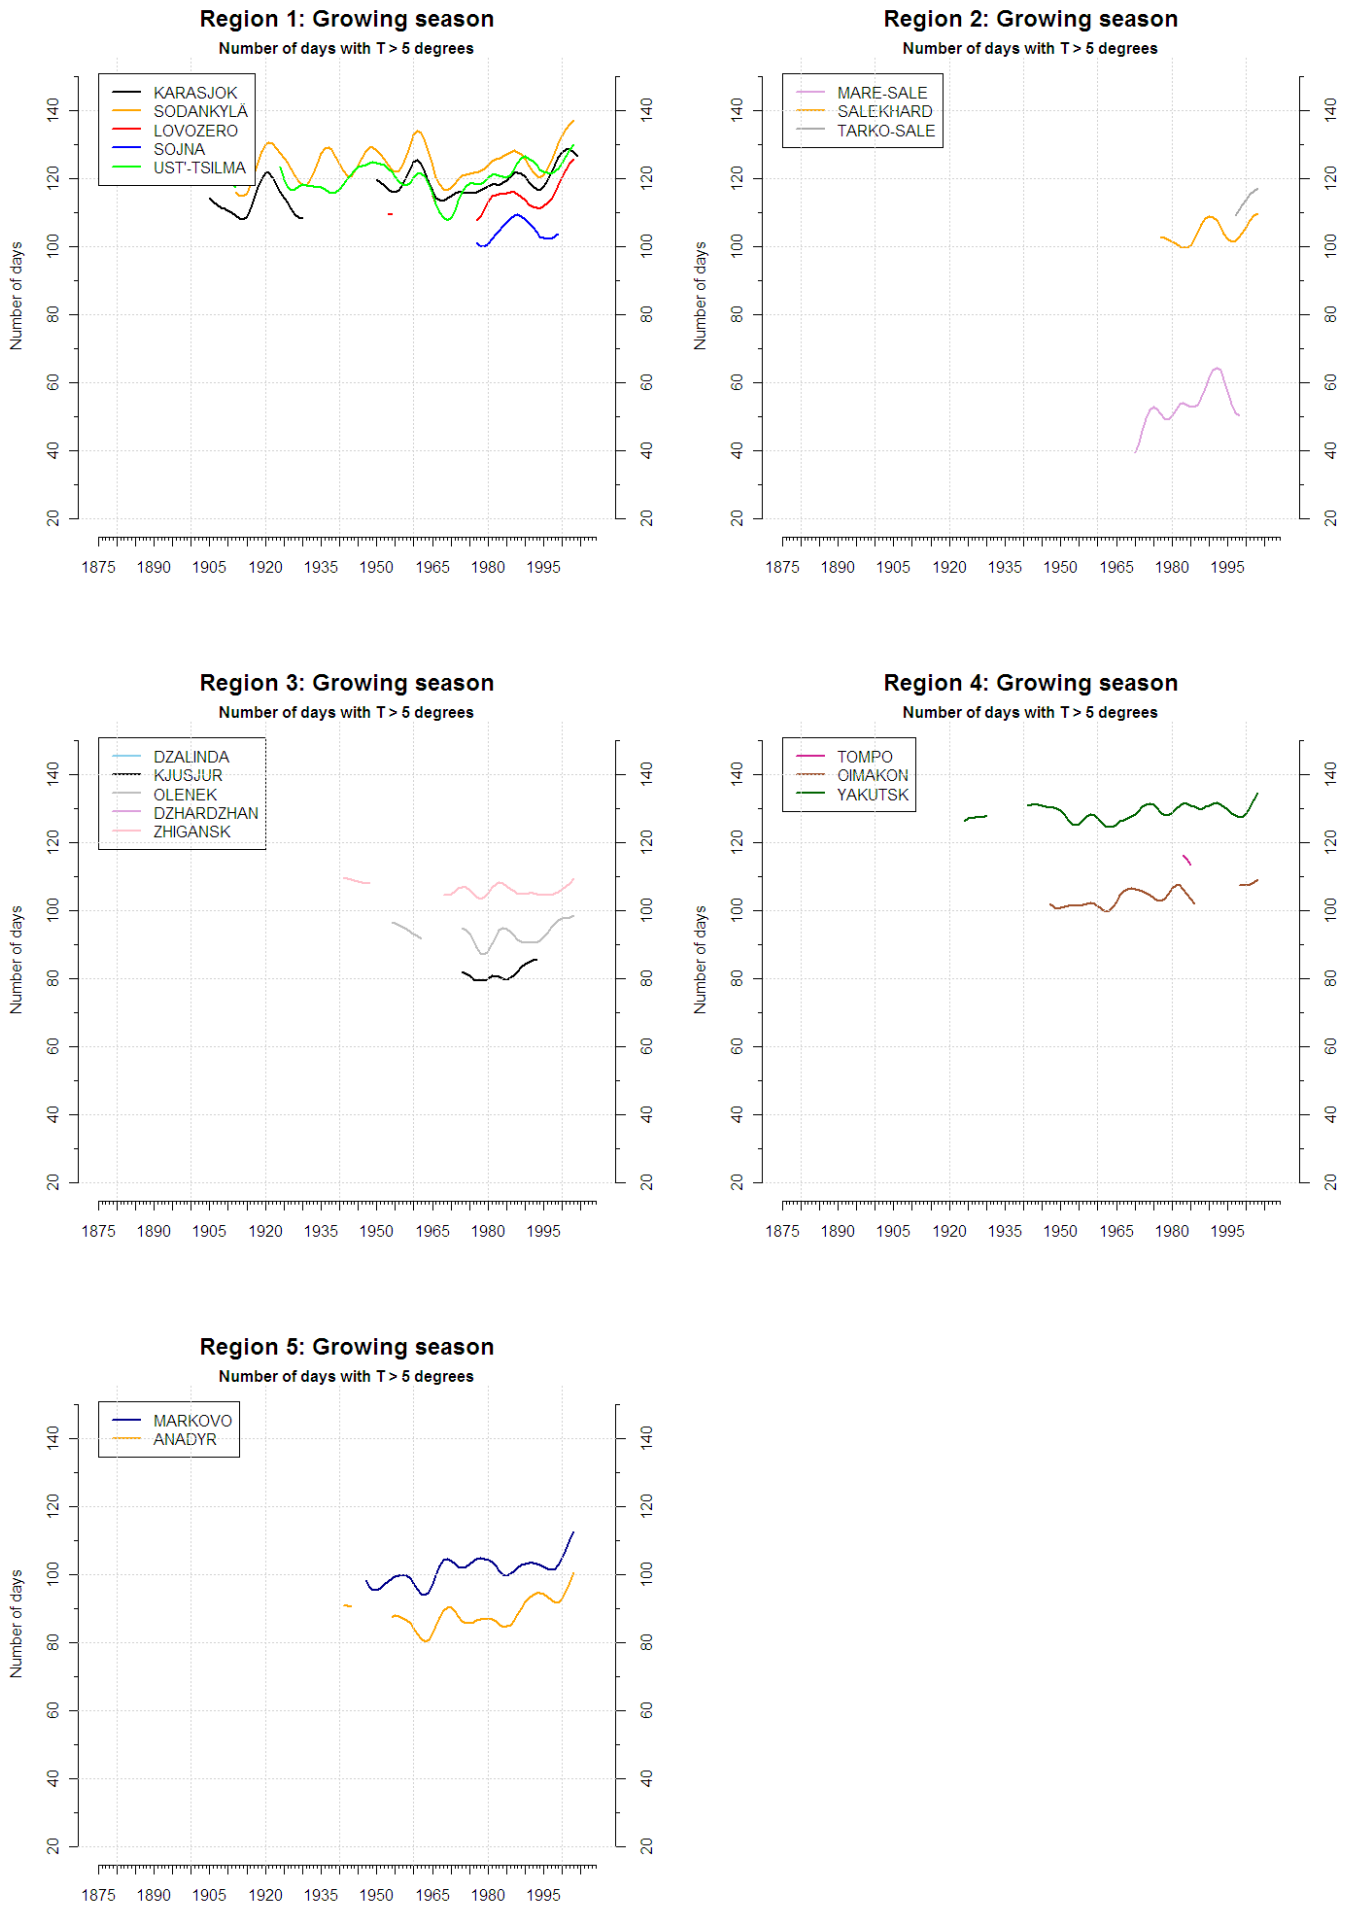 Region 1: Growing season
Number of days with T > 5 degrees
KARASJOK
SODANKYLÄ
LOVOZERO
SOJNA
UST'-TSILMA
Number of days
20 40 60 80 100 120 140
20 40 60 80 100 120 140
1875 1890 1905 1920 1935 1950 1965 1980 1995
Region 2: Growing season
Number of days with T > 5 degrees
MARE-SALE
SALEKHARD
TARKO-SALE
Number of days
20 40 60 80 100 120 140
20 40 60 80 100 120 140
1875 1890 1905 1920 1935 1950 1965 1980 1995
Region 3: Growing season
Number of days with T > 5 degrees
DZALINDA
KJUSJUR
OLENEK
DZHARDZHAN
ZHIGANSK
Number of days
20 40 60 80 100 120 140
20 40 60 80 100 120 140
1875 1890 1905 1920 1935 1950 1965 1980 1995
Region 4: Growing season
Number of days with T > 5 degrees
TOMPO
OIMAKON
YAKUTSK
Number of days
20 40 60 80 100 120 140
20 40 60 80 100 120 140
1875 1890 1905 1920 1935 1950 1965 1980 1995
Region 5: Growing season
Number of days with T > 5 degrees
MARKOVO
ANADYR
Number of days
20 40 60 80 100 120 140
20 40 60 80 100 120 140
1875 1890 1905 1920 1935 1950 1965 1980 1995